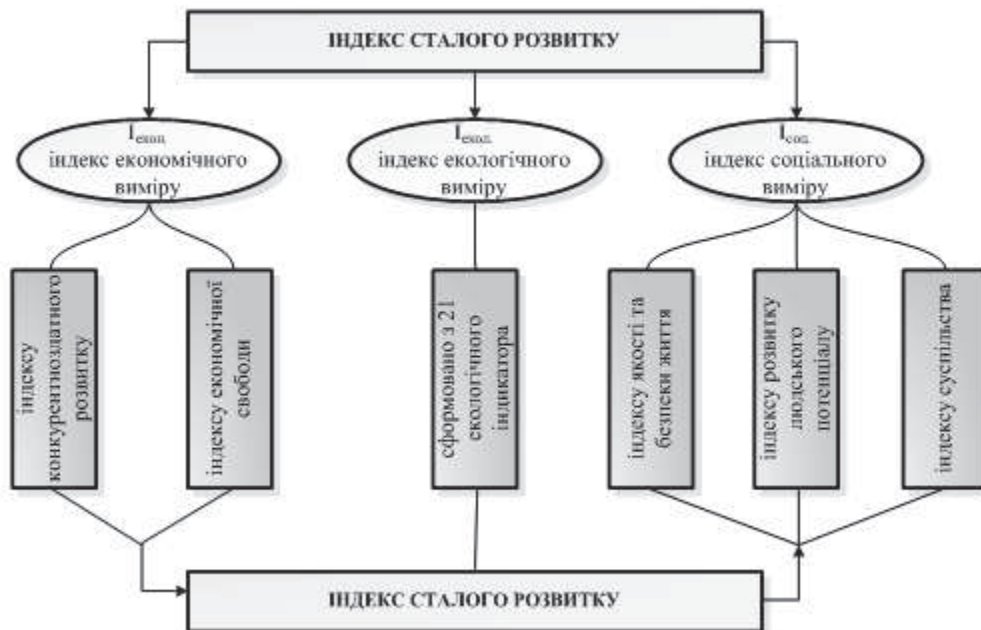 ІНДЕКС СТАЛОГО РОЗВИТКУ
Iекон.
індекс економічного
виміру
Iекол.
індекс екологічного
виміру
Iсоц.
індекс соціального
виміру
індексу
конкурентноздатного
розвитку
індексу економічної
свободи
сформовано з 21
екологічного
індикатора
індексу якості та
безпеки життя
індексу розвитку
людського
потенціалу
індексу суспільства
ІНДЕКС СТАЛОГО РОЗВИТКУ